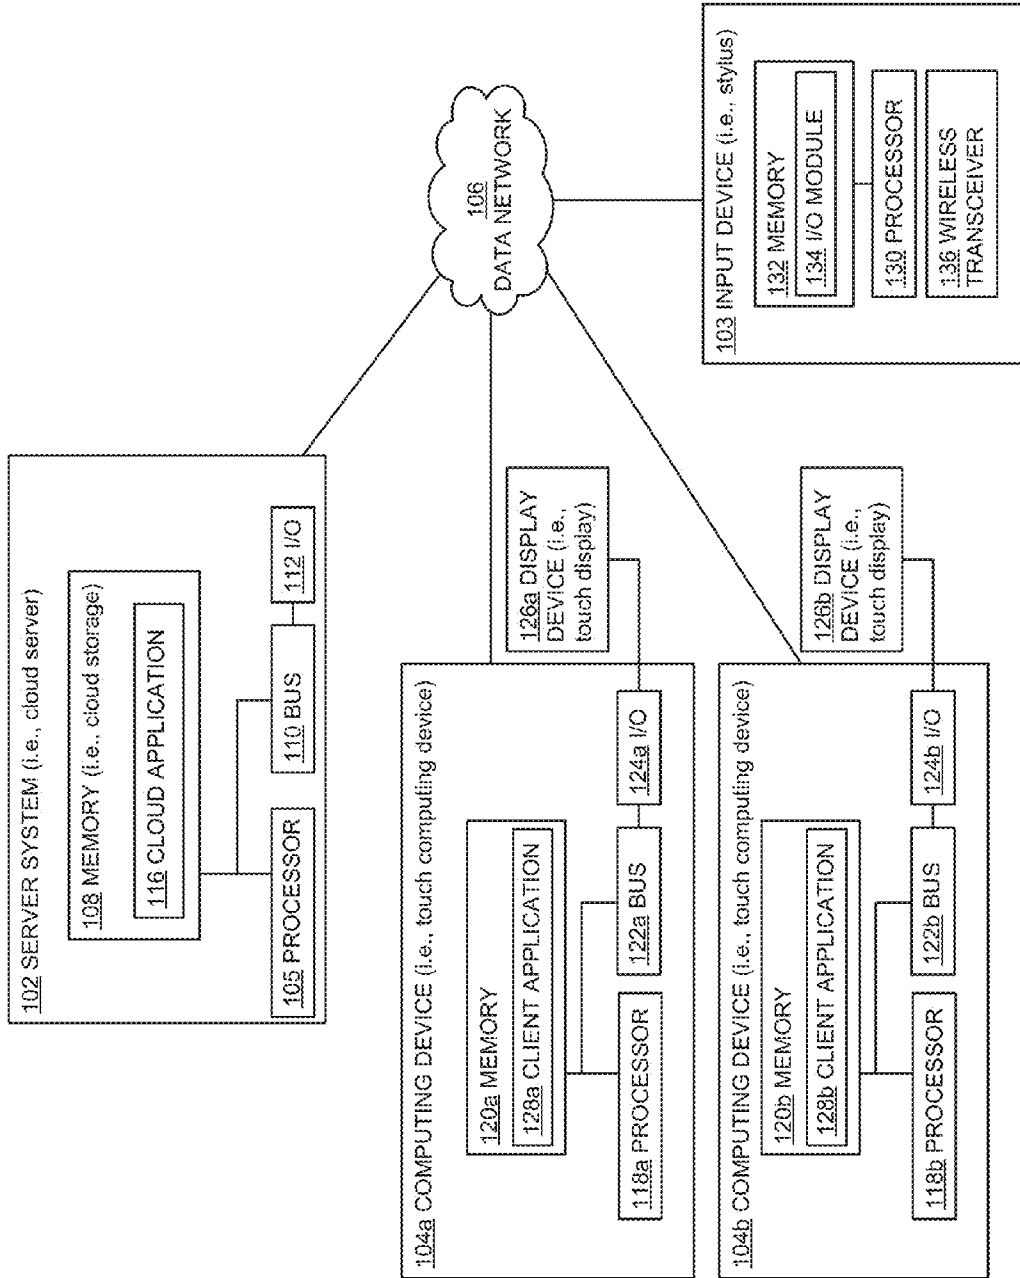 102 SERVER SYSTEM (i.e., cloud server)
108 MEMORY (i.e., cloud storage)
116 CLOUD APPLICATION
105 PROCESSOR
110 BUS
112 I/O
106
DATA NETWORK
104a COMPUTING DEVICE (i.e., touch computing device)
120a MEMORY
128a CLIENT APPLICATION
118a PROCESSOR
122a BUS
124a I/O
126a DISPLAY
DEVICE (i.e.,
touch display)
104b COMPUTING DEVICE (i.e., touch computing device)
120b MEMORY
128b CLIENT APPLICATION
118b PROCESSOR
122b BUS
124b I/O
126b DISPLAY
DEVICE (i.e.,
touch display)
103 INPUT DEVICE (i.e., stylus)
132 MEMORY
134 I/O MODULE
130 PROCESSOR
136 WIRELESS
TRANSCEIVER